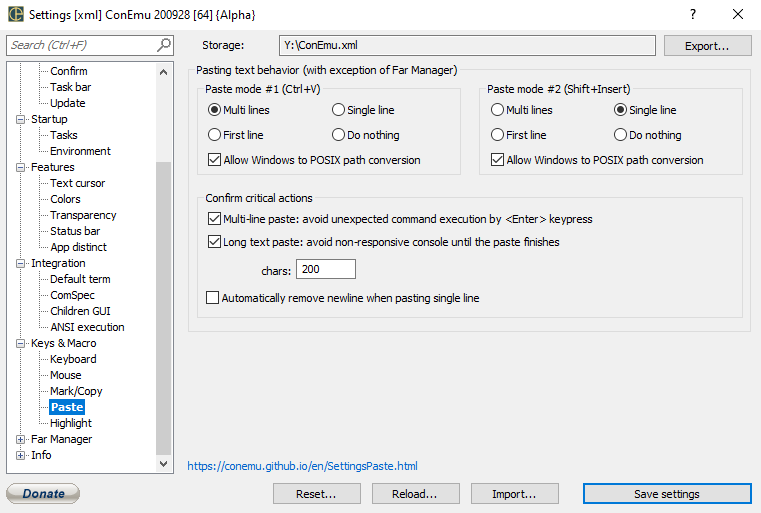 Settings [xml] ConEmu 200928 [64] {Alpha}
?
Search (Ctrl+F)
Storage:
Y:\ConEmu.xml
Export...
Confirm
Task bar
Update
Startup
Tasks
Environment
Features
Text cursor
Colors
Transparency
Status bar
App distinct
Integration
Default term
ComSpec
Children GUI
ANSI execution
Keys & Macro
Keyboard
Mouse
Mark/Copy
Paste
Highlight
Far Manager
Info
Pasting text behavior (with exception of Far Manager)
Paste mode #1 (Ctrl+V)
Multi lines
Single line
First line
Do nothing
Allow Windows to POSIX path conversion
Paste mode #2 (Shift+Insert)
Multi lines
Single line
First line
Do nothing
Allow Windows to POSIX path conversion
Confirm critical actions
Multi-line paste: avoid unexpected command execution by <Enter> keypress
Long text paste: avoid non-responsive console until the paste finishes
chars:
200
Automatically remove newline when pasting single line
https://conemu.github.io/en/SettingsPaste.html
Donate
Reset...
Reload...
Import...
Save settings